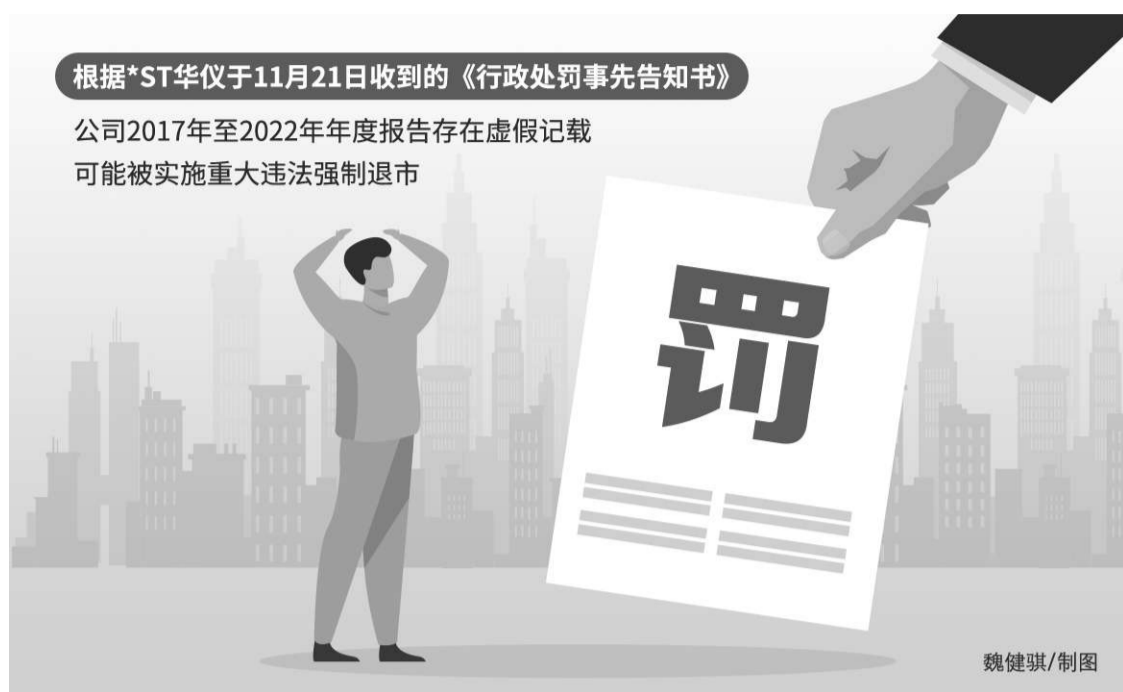 根据*ST华仪于11月21日收到的《行政处罚事先告知书》
公司2017年至2022年年度报告存在虚假记载
可能被实施重大违法强制退市
罚
魏健骐/制图